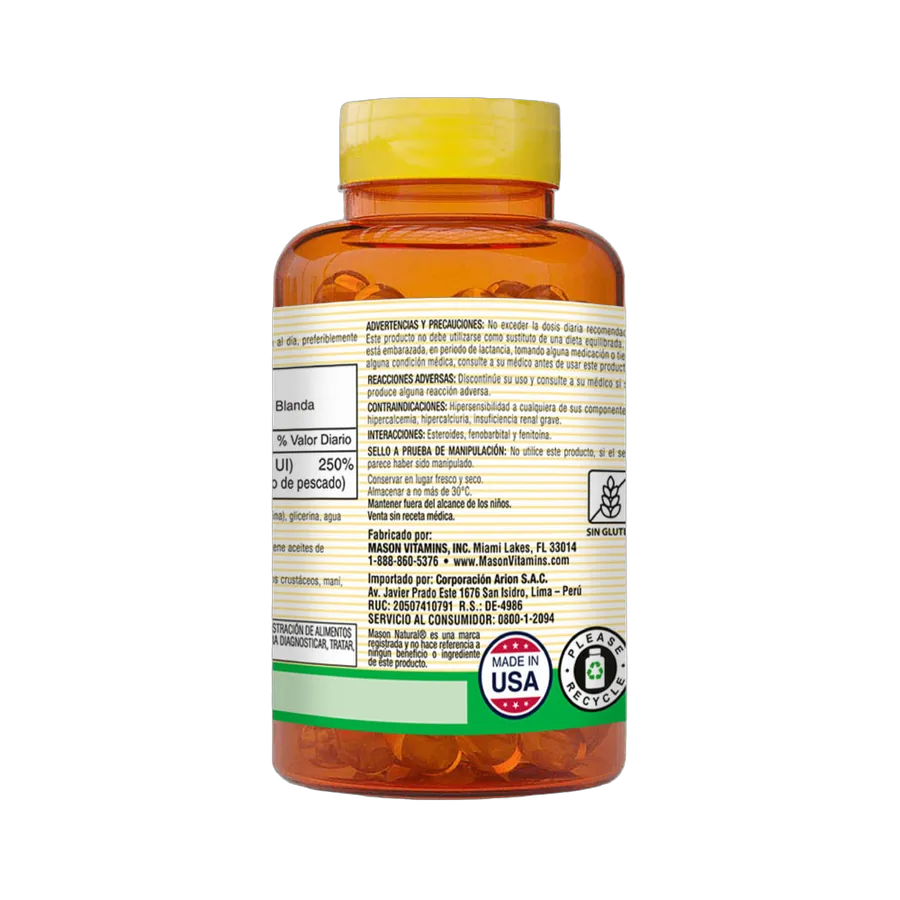 al día, preferiblemente
Blanda
% Valor Diario
UI) 250%
o de pescado)
glicerina, agua
aceites de
crustáceos, maní,
ALIMENTOS
DIAGNOSTICAR, TRATAR,
ADVERTENCIAS Y PRECAUCIONES: No exceder la dosis diaria
Este producto no debe utilizarse como sustituto de una dieta equilibrada.
está embarazada, en periodo de lactancia, tomando alguna medicación o
alguna condición médica, consulte a su médico antes de usar este
REACCIONES ADVERSAS: Discontinúe su uso y consulte a su médico si
produce alguna reacción adversa.
CONTRAINDICACIONES: Hipersensibilidad a cualquiera de sus componente
hipercalcemia, hipercalciuria, insuficiencia renal grave.
INTERACCIONES: Esteroides, fenobarbital y fenitoína.
SELLO A PRUEBA DE MANIPULACIÓN: No utilice este producto, si el
parece haber sido manipulado.
Conservar en lugar fresco y seco.
Almacenar a no más de 30°C.
Mantener fuera del alcance de los niños.
Venta sin receta médica.
Fabricado por:
MASON VITAMINS, INC. Miami Lakes, FL 33014
1-888-860-5376 • www.MasonVitamins.com
Importado por: Corporación Arion S.A.C.
Av. Javier Prado Este 1676 San Isidro, Lima – Perú
RUC: 20507410791 R.S.: DE-4986
SERVICIO AL CONSUMIDOR: 0800-1-2094
Mason Natural® es una marca
registrada y no hace referencia a
ningún beneficio o ingrediente
de este producto.
SIN GLUTE
MADE IN
USA
PLEASE
RECYCLE